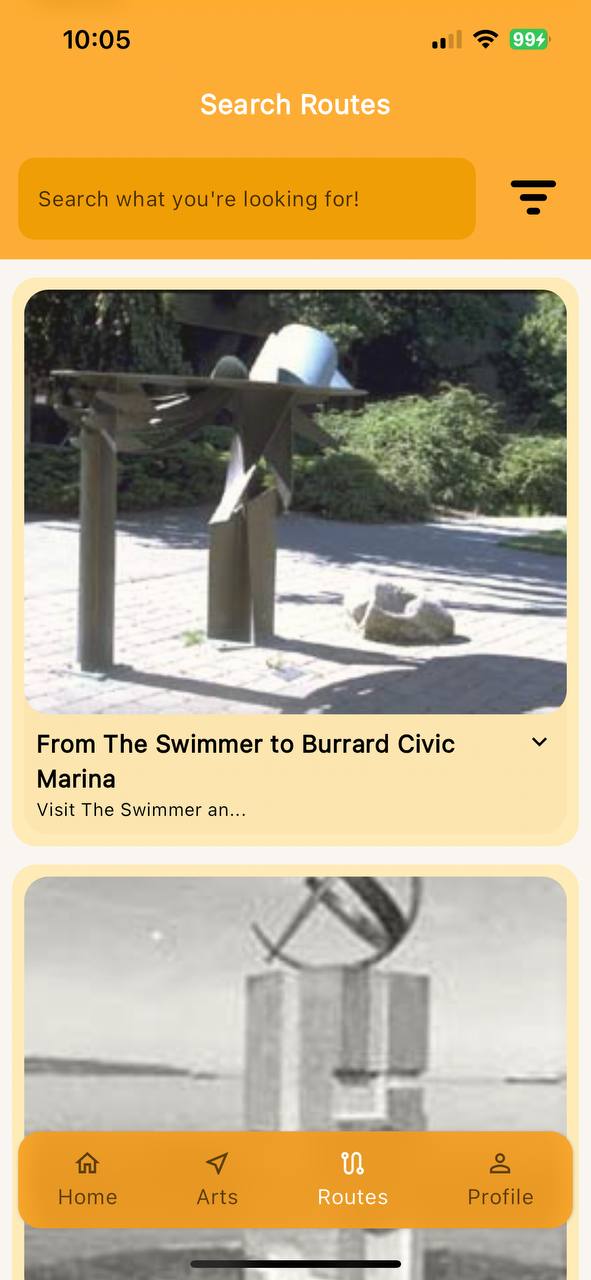 10:05
99
Search Routes
Search what you're looking for!
From The Swimmer to Burrard Civic
Marina
Visit The Swimmer an...
Home
Arts
Routes
Profile